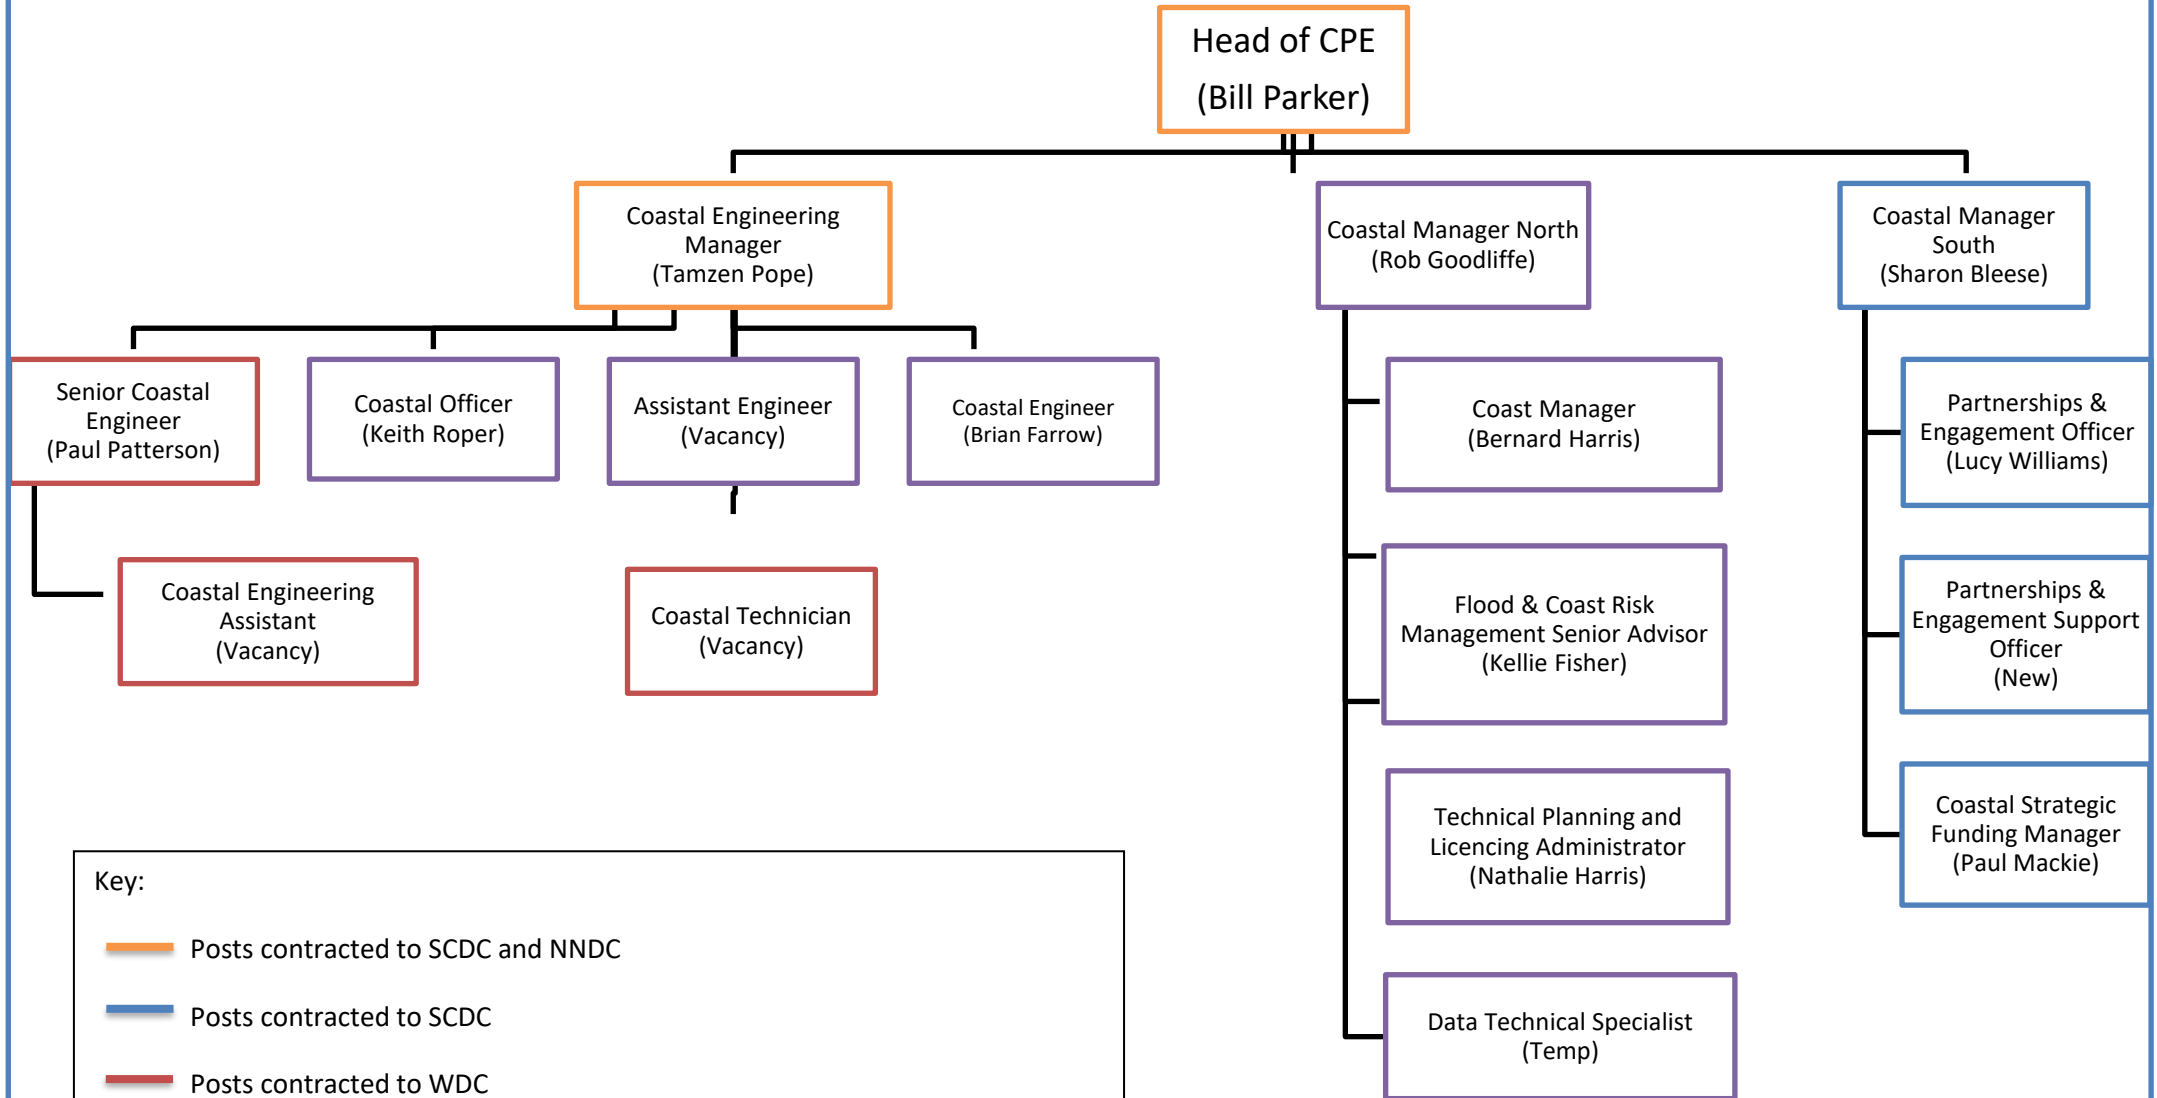 Head of CPE
(Bill Parker)
Coastal Engineering
Manager
(Tamzen Pope)
Coastal Manager North
(Rob Goodliffe)
Coastal Manager
South
(Sharon Bleese)
Senior Coastal
Engineer
(Paul Patterson)
Coastal Officer
(Keith Roper)
Assistant Engineer
(Vacancy)
Coastal Engineer
(Brian Farrow)
Coast Manager
(Bernard Harris)
Partnerships &
Engagement Officer
(Lucy Williams)
Coastal Engineering
Assistant
(Vacancy)
Coastal Technician
(Vacancy)
Flood & Coast Risk
Management Senior Advisor
(Kellie Fisher)
Partnerships &
Engagement Support
Officer
(New)
Technical Planning and
Licencing Administrator
(Nathalie Harris)
Coastal Strategic
Funding Manager
(Paul Mackie)
Data Technical Specialist
(Temp)
Key:
Posts contracted to SCDC and NNDC
Posts contracted to SCDC
Posts contracted to WDC